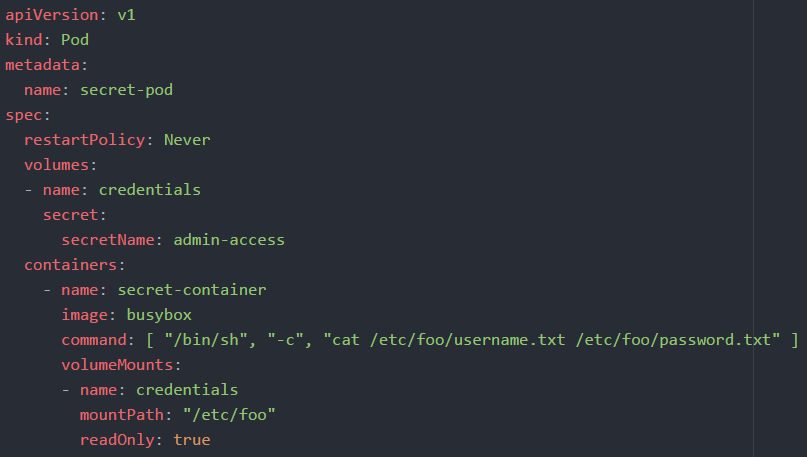 apiVersion: v1
kind: Pod
metadata:
  name: secret-pod
spec:
  restartPolicy: Never
  volumes:
  - name: credentials
    secret:
      secretName: admin-access
  containers:
    - name: secret-container
      image: busybox
      command: [ "/bin/sh", "-c", "cat /etc/foo/username.txt /etc/foo/password.txt" ]
      volumeMounts:
      - name: credentials
        mountPath: "/etc/foo"
        readOnly: true